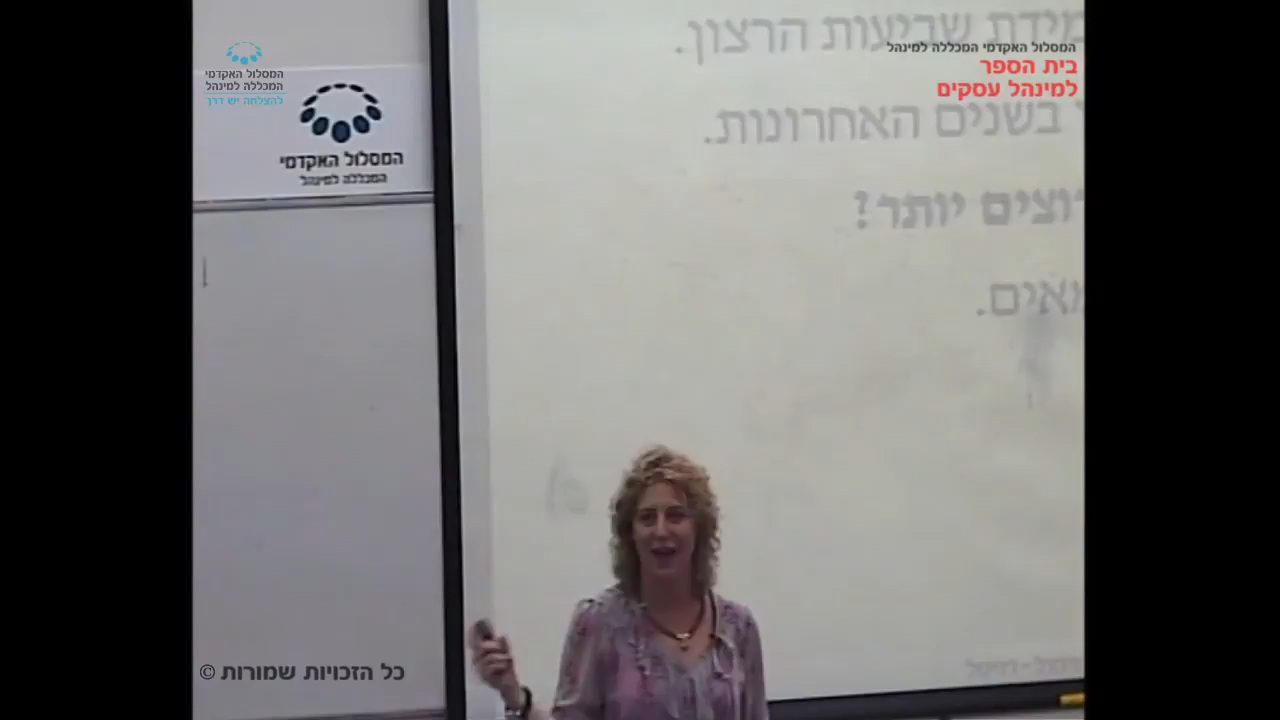 המסלול האקדמי המכללה למינהל
בית הספר
למינהל עסקים
המסלול האקדמי
המכללה למינהל
להצלחה יש דרך
המסלול האקדמי
המכללה למינהל
מידת שביעות הרצון.
בשנים האחרונות.
רוצים יותר?
© כל הזכויות שמורות